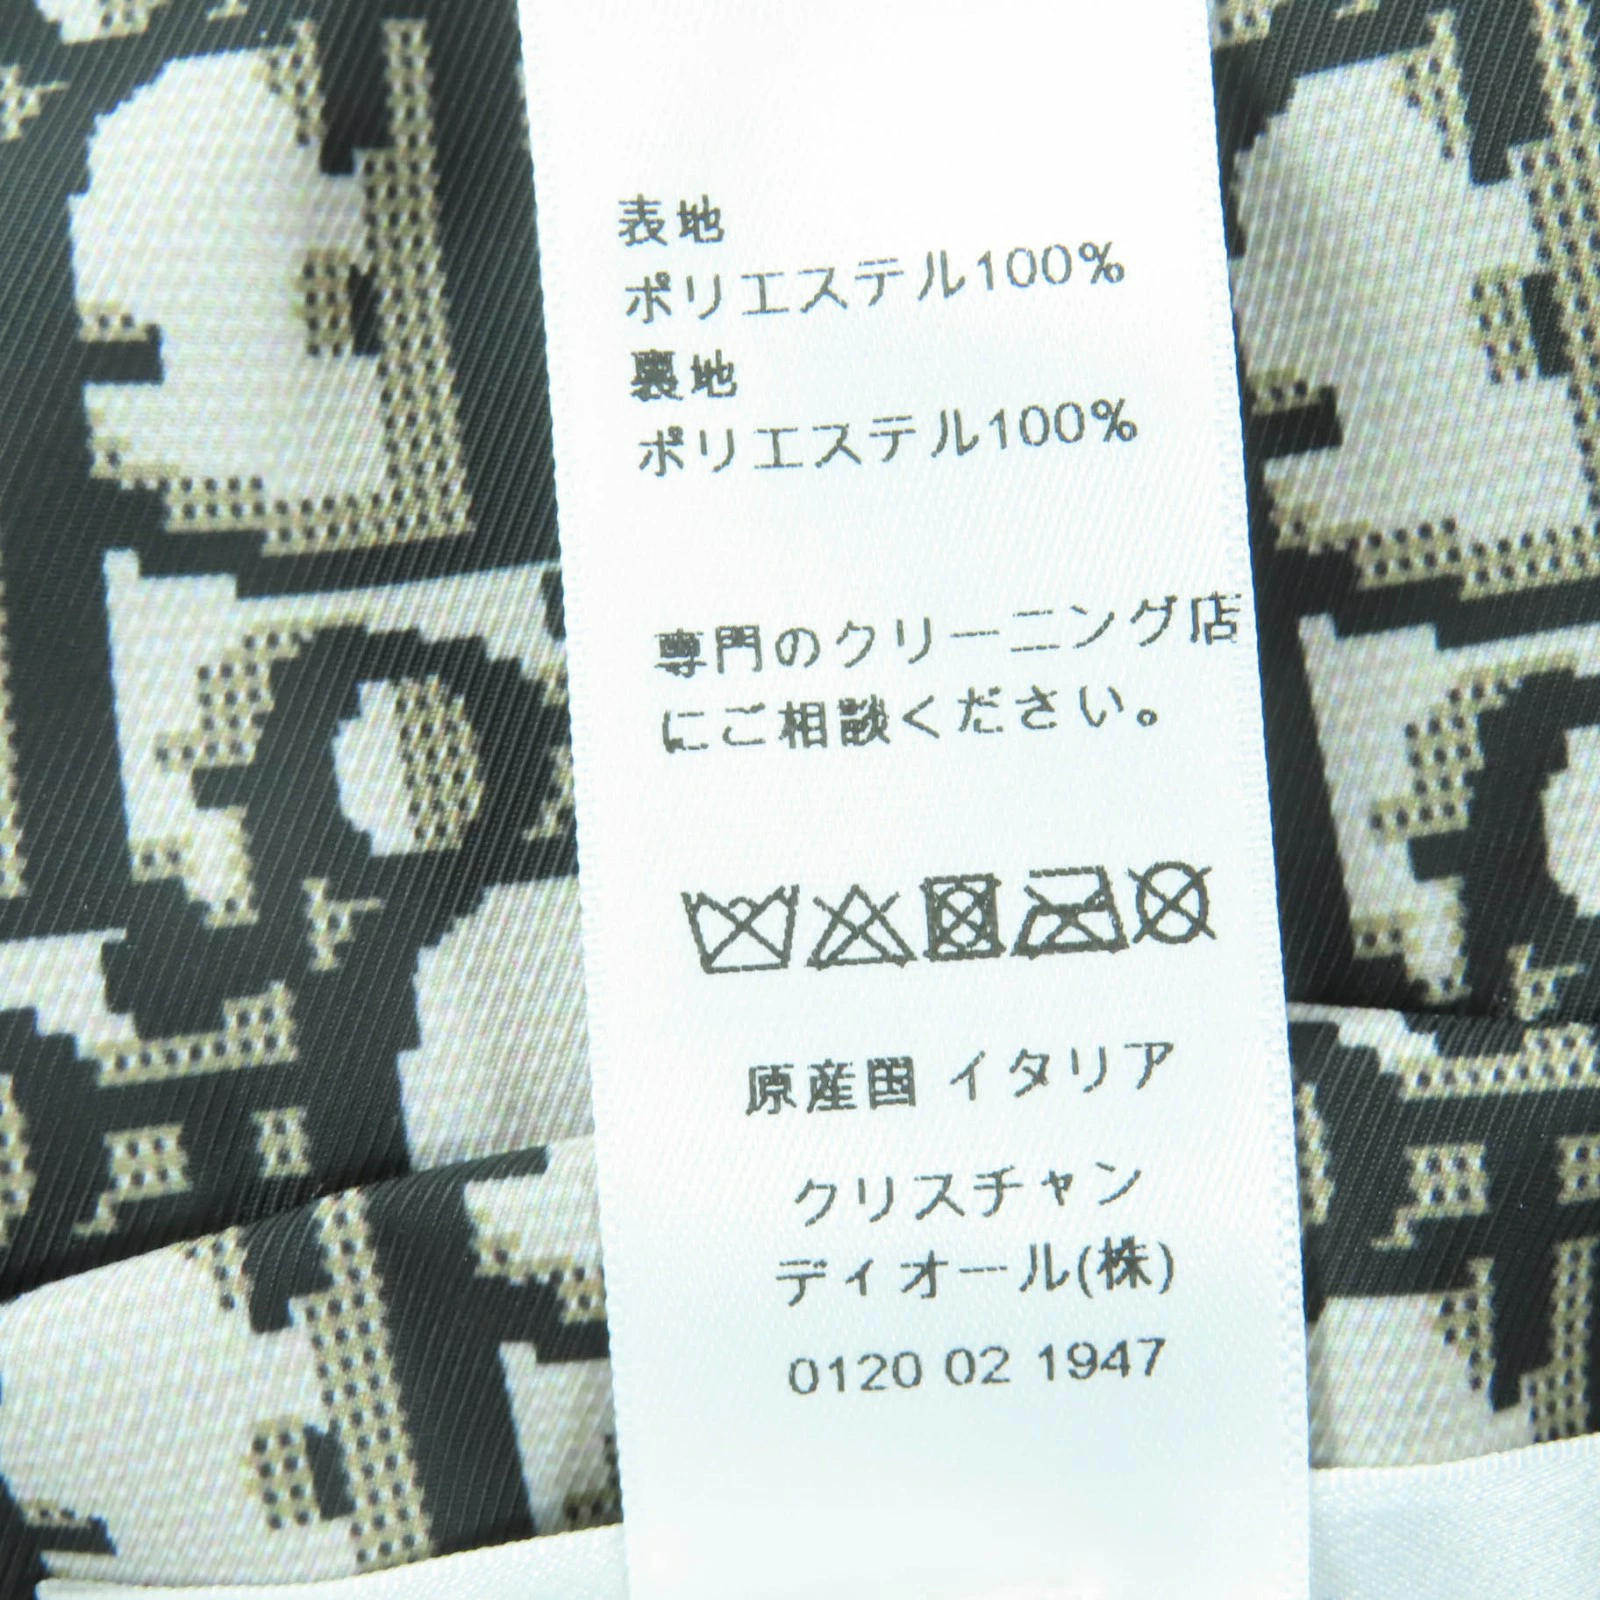 表地
ポリエステル100%
裏地
ポリエステル100%
専門のクリーニング店
にご相談ください。
原産国 イタリア
クリスチャン
ディオール(株)
0120 02 1947